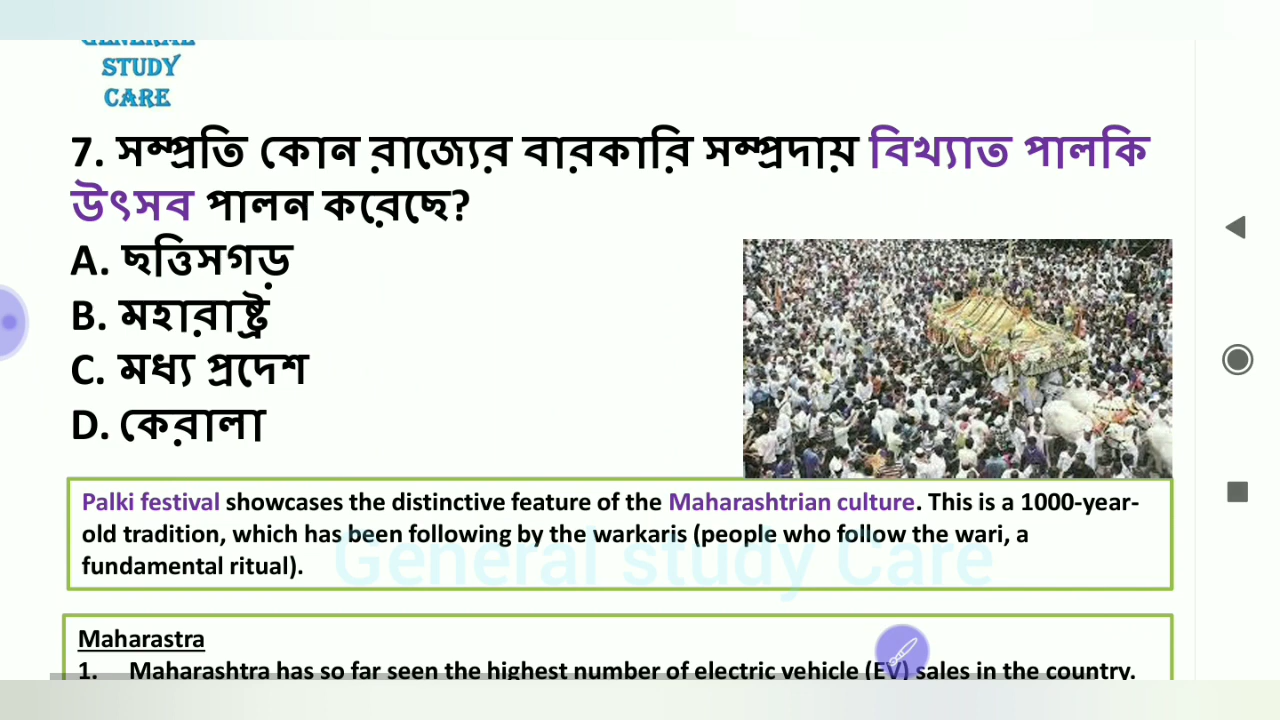 GENERAL
STUDY
CARE
7. সম্প্রতি কোন রাজ্যের বারকারি সম্প্রদায় বিখ্যাত পালকি
উৎসব পালন করেছে?
A. ছত্তিসগড়
B. মহারাষ্ট্র
C. মধ্য প্রদেশ
D. কেরালা
Palki festival showcases the distinctive feature of the Maharashtrian culture. This is a 1000-year-
old tradition, which has been following by the warkaris (people who follow the wari, a
fundamental ritual).
General study Care
Maharastra
1. Maharashtra has so far seen the highest number of electric vehicle (EV) sales in the country.